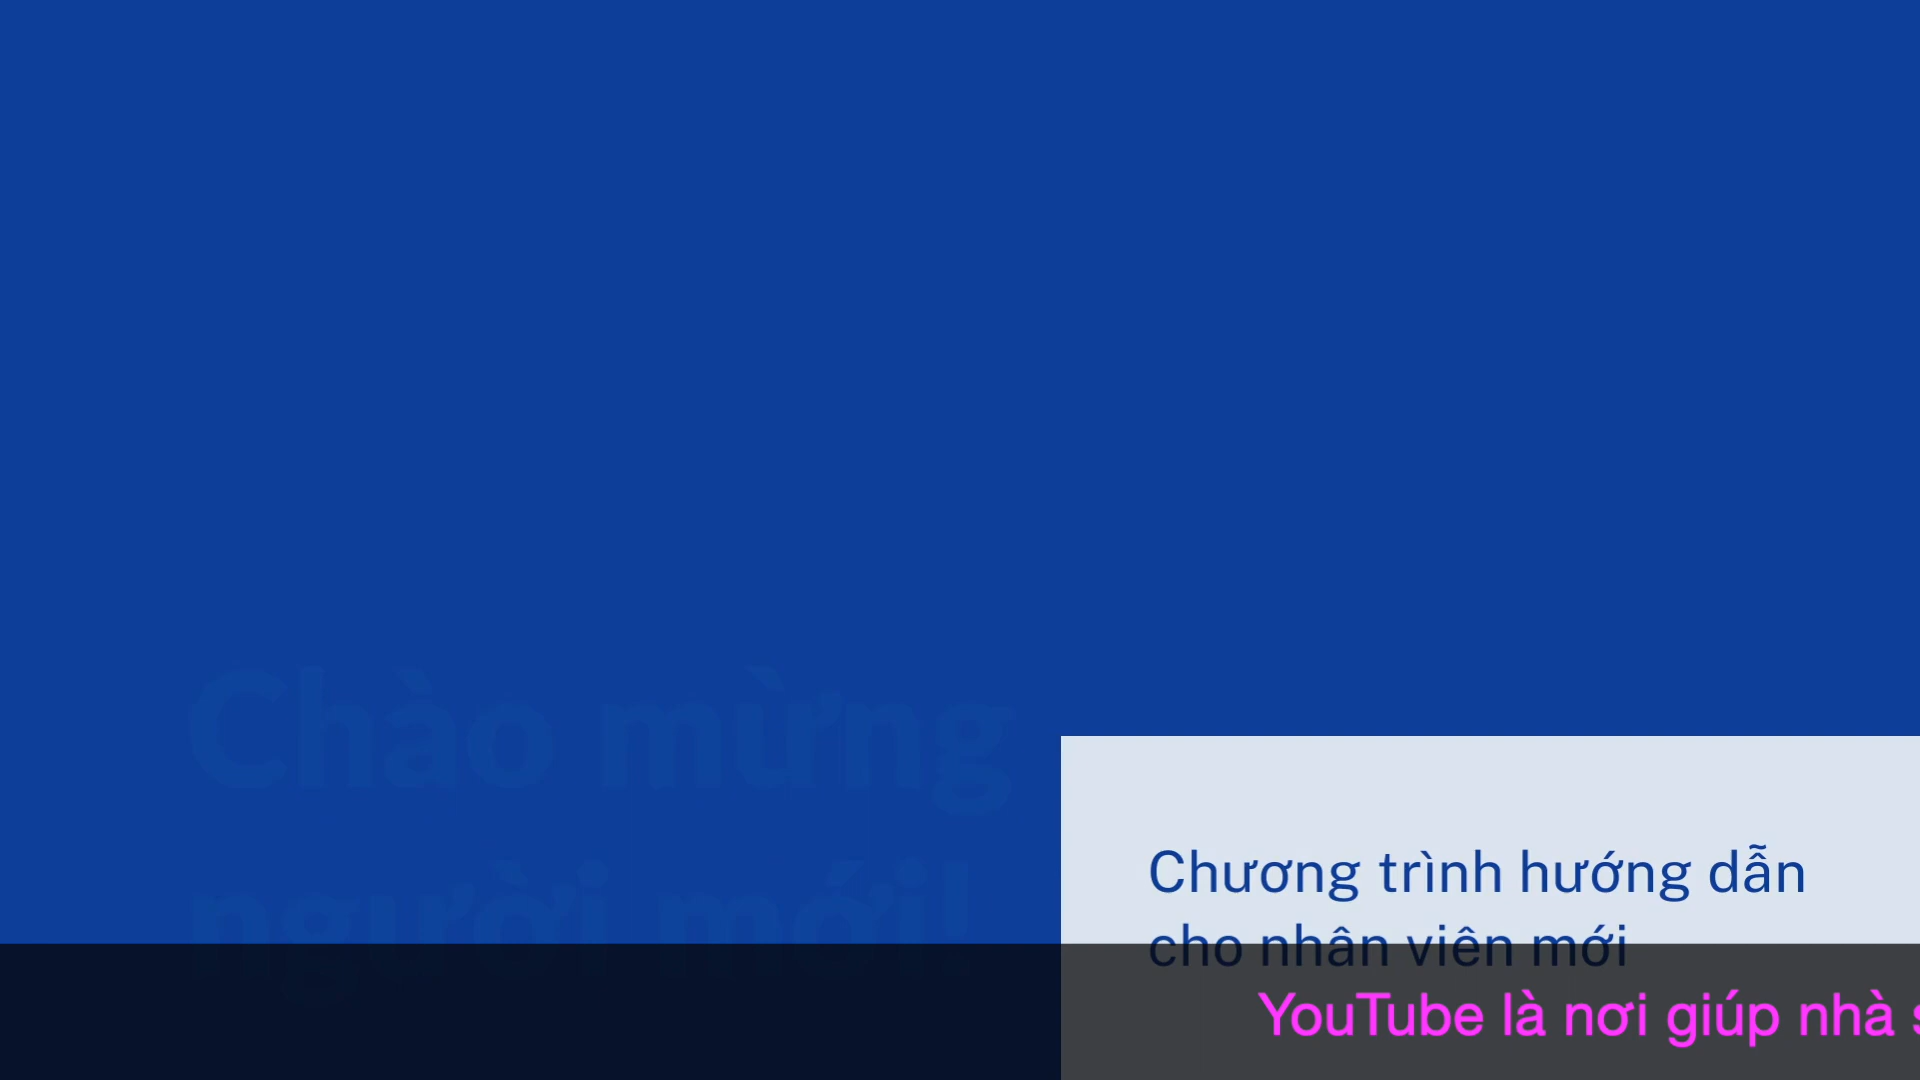 Chào mừng
người mới!
Chương trình hướng dẫn
cho nhân viên mới
YouTube là nơi giúp nhà